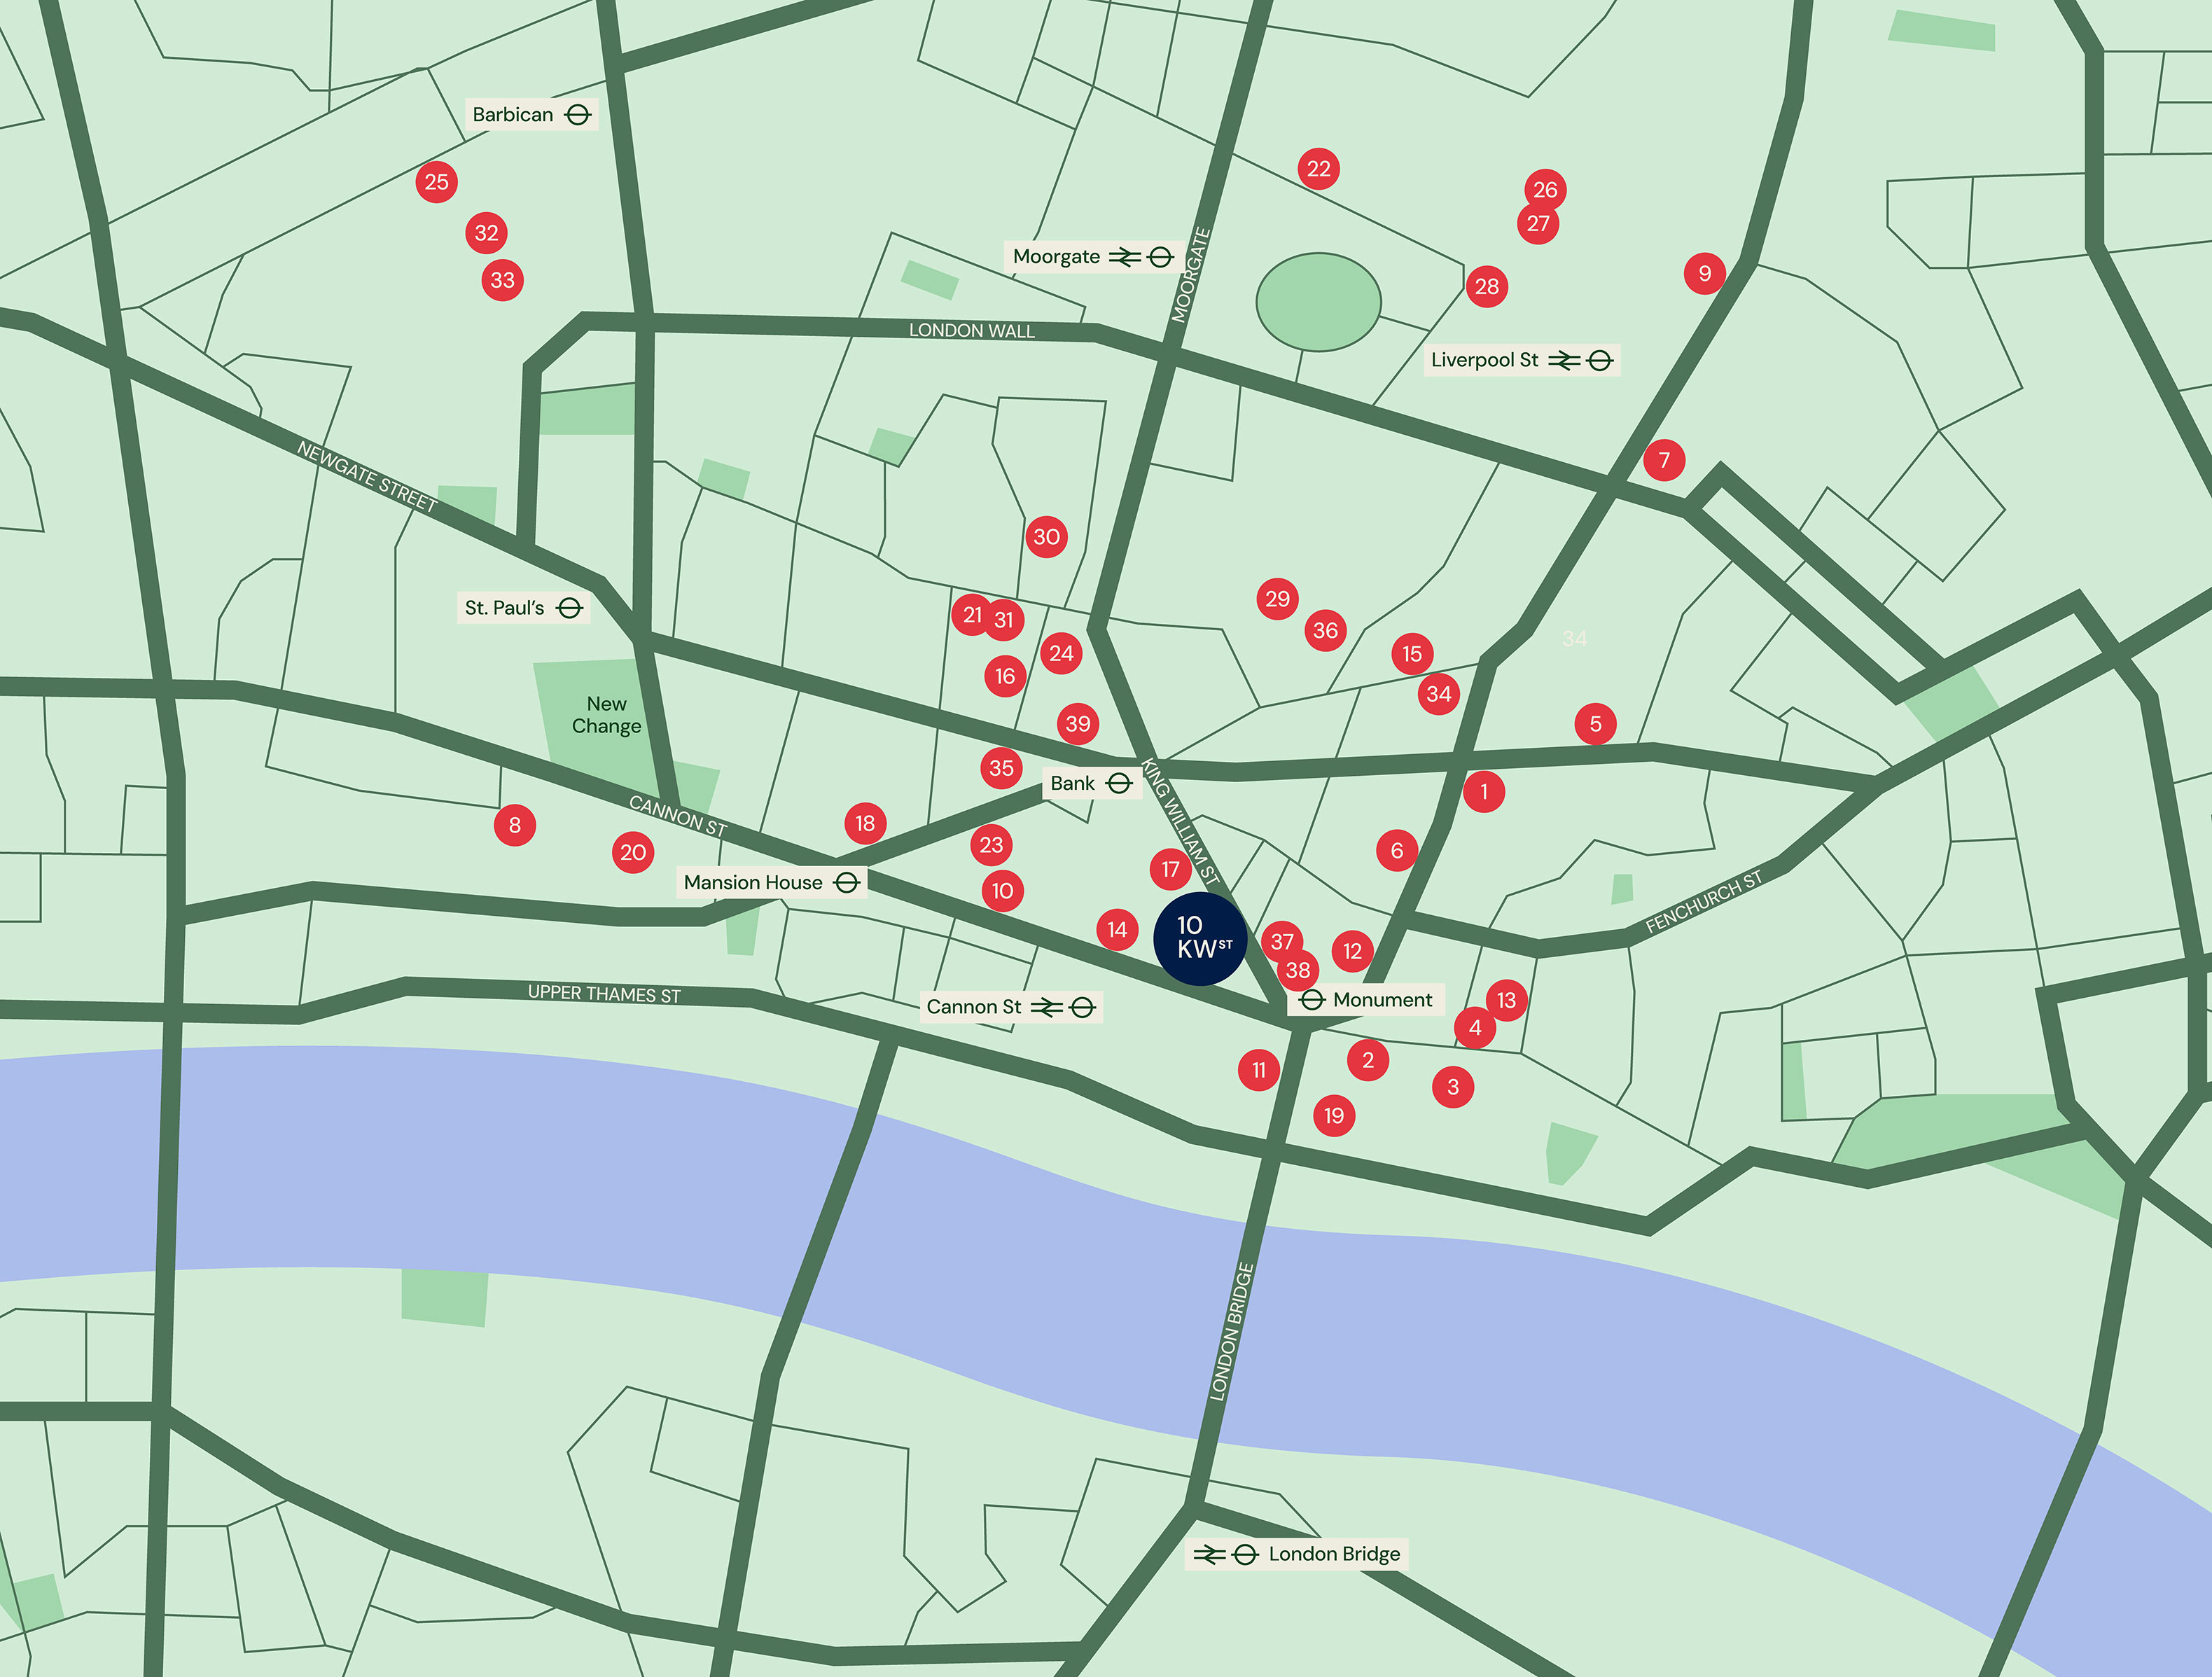 Barbican
22
25
26
27
32
Moorgate
MOORGATE
9
33
28
LONDON WALL
Liverpool St
7
NEWGATE STREET
30
St. Paul's
29
21
31
36
34
24
15
16
34
New
Change
39
5
35
Bank
KING WILLIAM ST
1
CANNON ST
8
18
20
23
6
17
Mansion House
10
FENCHURCH ST
14
10
KWST
37
12
38
UPPER THAMES ST
Cannon St
Monument
13
4
11
2
3
19
LONDON BRIDGE
London Bridge